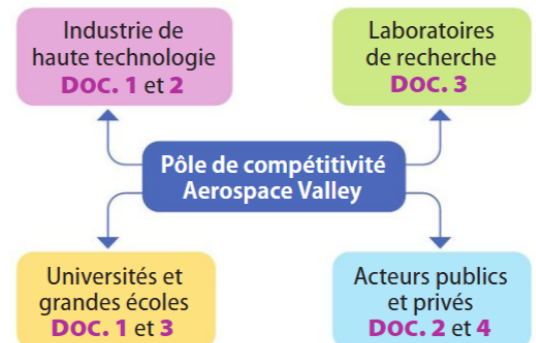 Industrie de
haute technologie
DOC. 1 et 2
Laboratoires
de recherche
DOC. 3
Pôle de compétitivité
Aerospace Valley
Universités et
grandes écoles
DOC. 1 et 3
Acteurs publics
et privés
DOC. 2 et 4